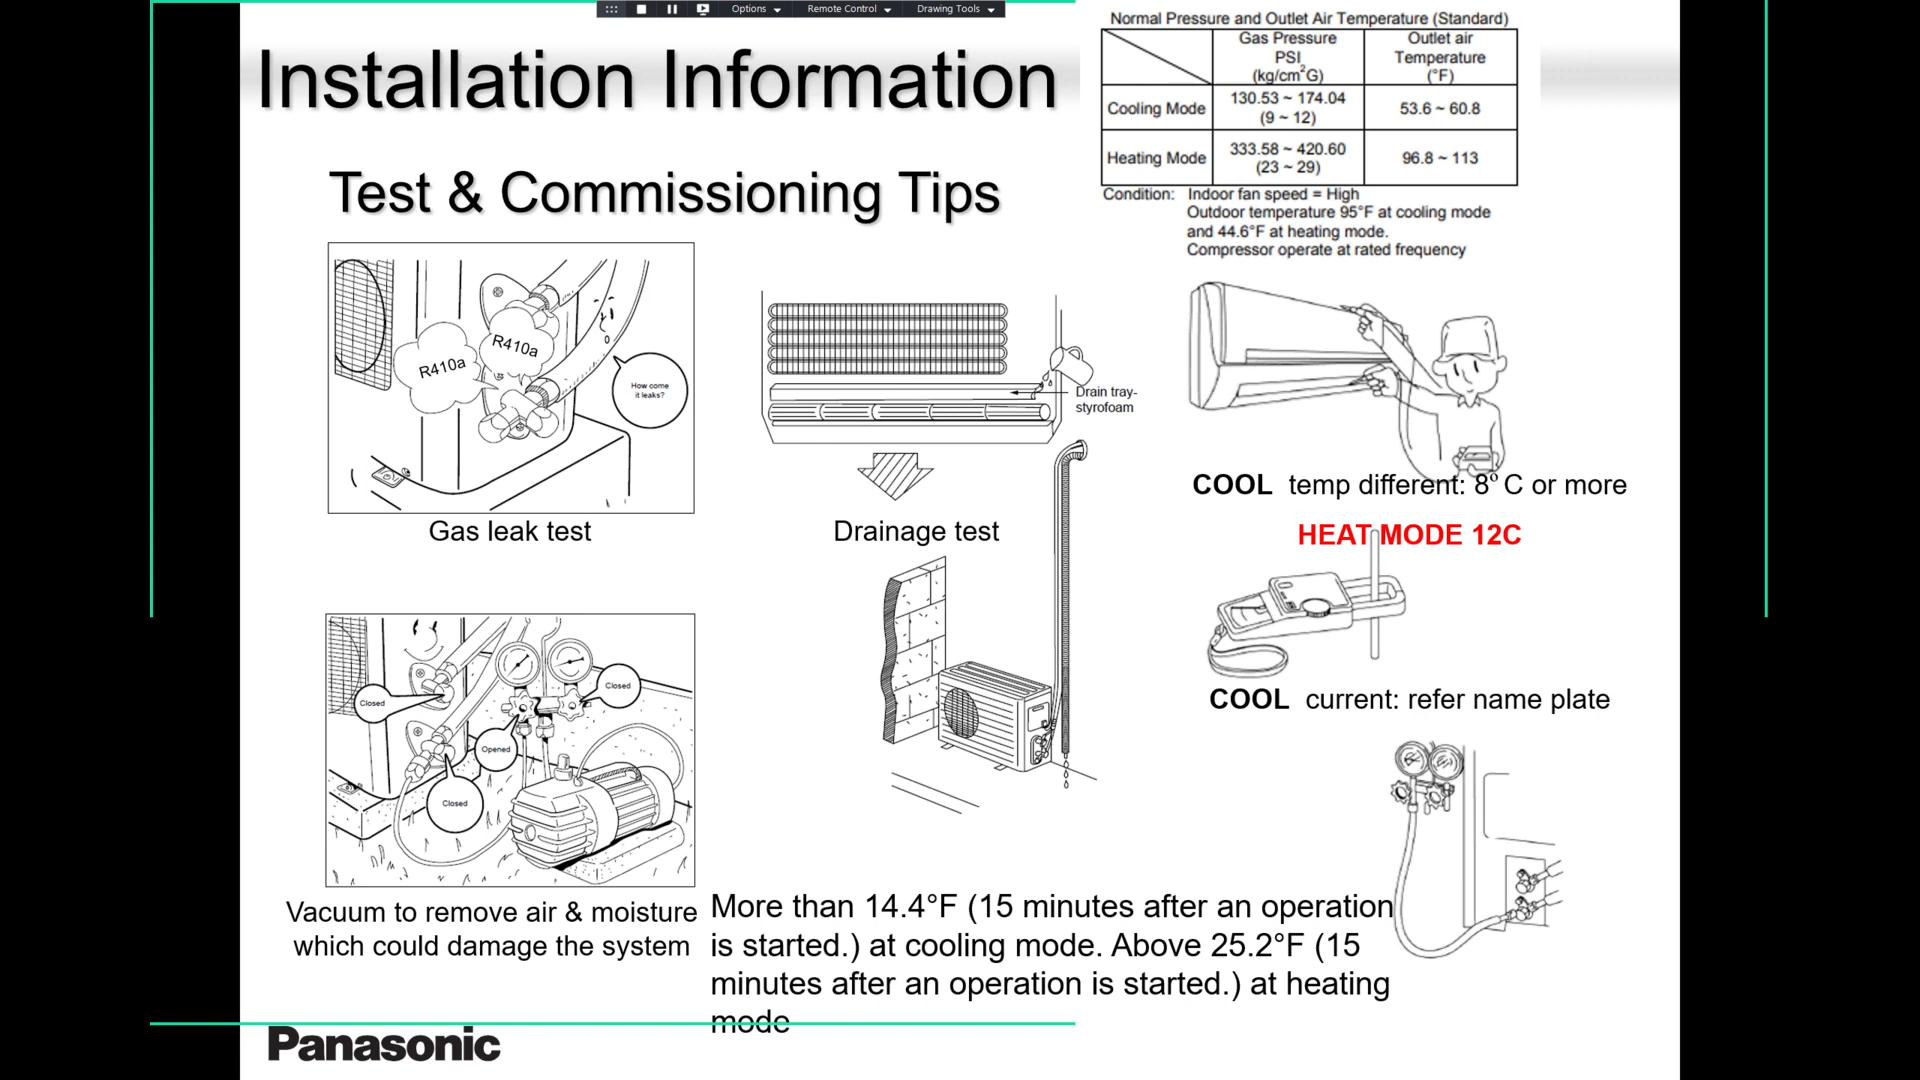 Options
Remote Control
Drawing Tools
Installation Information
Test & Commissioning Tips
Normal Pressure and Outlet Air Temperature (Standard)
Gas Pressure
PSI
(kg/cm²G)
Outlet air
Temperature
(°F)
Cooling Mode
130.53 ~ 174.04
(9 ~ 12)
53.6 ~ 60.8
Heating Mode
333.58 ~ 420.60
(23 ~ 29)
96.8 ~ 113
Condition: Indoor fan speed = High
Outdoor temperature 95°F at cooling mode
and 44.6°F at heating mode.
Compressor operate at rated frequency
R410a
R410a
How come
it leaks?
Gas leak test
Drain tray-
styrofoam
Drainage test
COOL temp different: 8° C or more
HEAT MODE 12C
COOL current: refer name plate
Closed
Closed
Opened
Closed
Vacuum to remove air & moisture
which could damage the system
More than 14.4°F (15 minutes after an operation
is started.) at cooling mode. Above 25.2°F (15
minutes after an operation is started.) at heating
mode
Panasonic